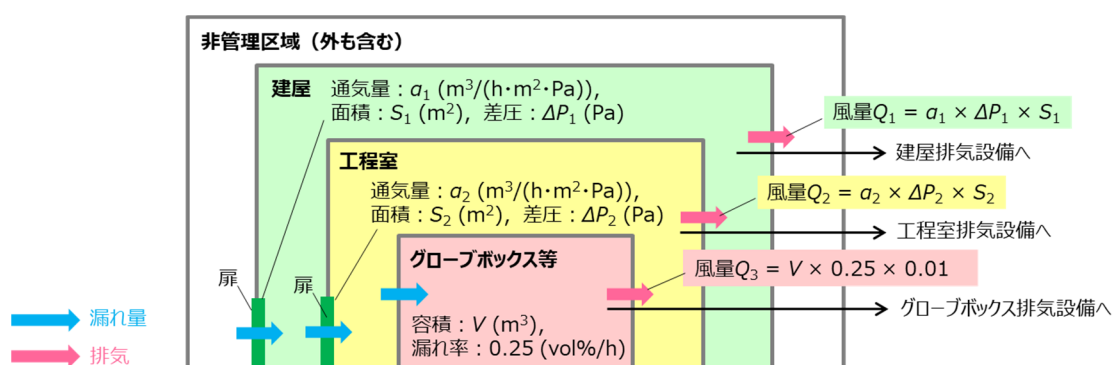 非管理区域（外も含む）
建屋 通気量：a1 (m3/(h・m2・Pa)),
面積：S1 (m2), 差圧：ΔP1 (Pa)
風量Q1 = a1 × ΔP1 × S1
建屋排気設備へ
工程室
通気量：a2 (m3/(h・m2・Pa)),
面積：S2 (m2), 差圧：ΔP2 (Pa)
風量Q2 = a2 × ΔP2 × S2
工程室排気設備へ
グローブボックス等
風量Q3 = V × 0.25 × 0.01
グローブボックス排気設備へ
扉
扉
容積：V (m3),
漏れ率：0.25 (vol%/h)
漏れ量
排気